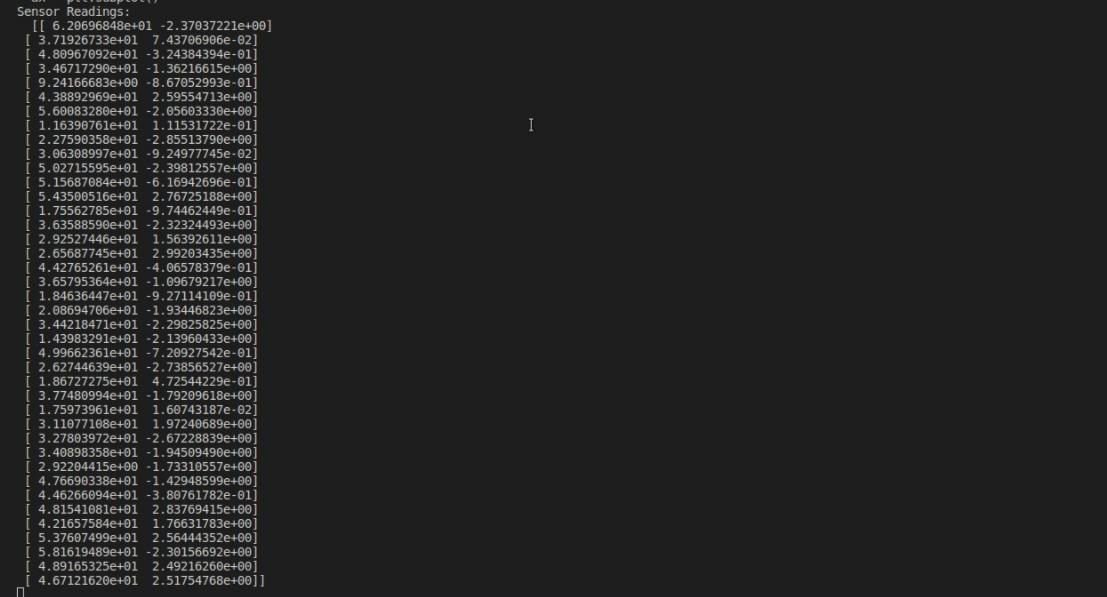 Sensor Readings:
[[ 6.20696848e+01 -2.37037221e+00]
[ 3.71926733e+01  7.43706906e-02]
[ 4.80967092e+01 -3.24384394e-01]
[ 3.46717290e+01 -1.36216615e+00]
[ 9.24166683e+00 -8.67052993e-01]
[ 4.38892969e+01  2.59554713e+00]
[ 5.60083280e+01 -2.05603330e+00]
[ 1.16390761e+01  1.11531722e-01]
[ 2.27590358e+01 -2.85513790e+00]
[ 3.06308997e+01 -9.24977745e-02]
[ 5.02715595e+01 -2.39812557e+00]
[ 5.15687084e+01 -6.16942696e-01]
[ 5.43500516e+01  2.76725188e+00]
[ 1.75562785e+01 -9.74462449e-01]
[ 3.63588590e+01 -2.32324493e+00]
[ 2.92527446e+01  1.56392611e+00]
[ 2.65687745e+01  2.99203435e+00]
[ 4.42765261e+01 -4.06578379e-01]
[ 3.65795364e+01 -1.09679217e+00]
[ 1.84636447e+01 -9.27114109e-01]
[ 2.08694706e+01 -1.93446823e+00]
[ 3.44218471e+01 -2.29825825e+00]
[ 1.43983291e+01 -2.13960433e+00]
[ 4.99662361e+01 -7.20927542e-01]
[ 2.62744639e+01 -2.73856527e+00]
[ 1.86727275e+01  4.72544229e-01]
[ 3.77480994e+01 -1.79209618e+00]
[ 1.75973961e+01  1.60743187e-02]
[ 3.11077108e+01  1.97240689e+00]
[ 3.27803972e+01 -2.67228839e+00]
[ 3.40898358e+01 -1.94509490e+00]
[ 2.92204415e+00 -1.73310557e+00]
[ 4.76690338e+01 -1.42948599e+00]
[ 4.46266094e+01 -3.80761782e-01]
[ 4.81541081e+01  2.83769415e+00]
[ 4.21657584e+01  1.76631783e+00]
[ 5.37607499e+01  2.56444352e+00]
[ 5.81619489e+01 -2.30156692e+00]
[ 4.89165325e+01  2.49216260e+00]
[ 4.67121620e+01  2.51754768e+00]]